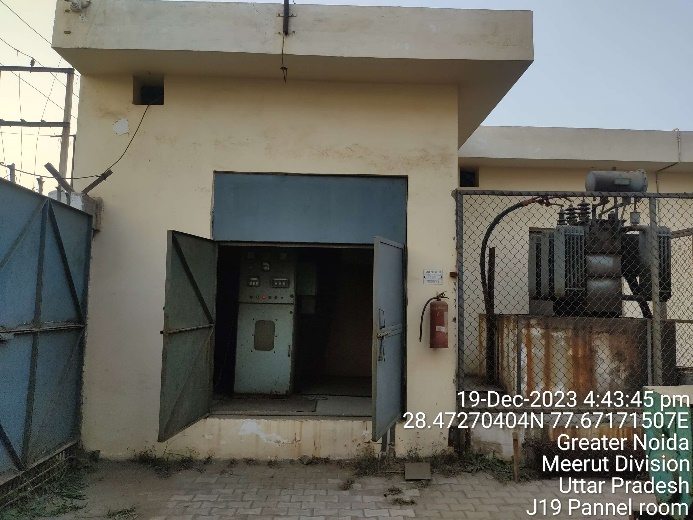 19-Dec-2023 4:43:45 pm
28.47270404N 77.67171507E
Greater Noida
Meerut Division
Uttar Pradesh
J19 Pannel room